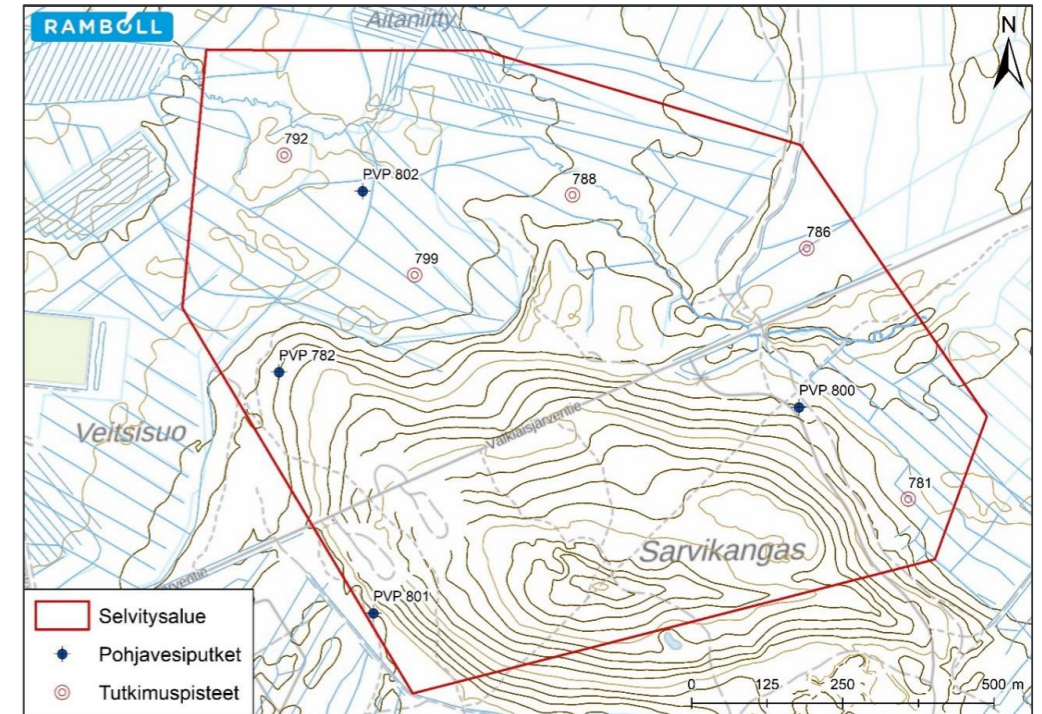 RAMBOLL
Aitaniitty
N
792
PVP 802
788
786
799
PVP 782
PVP 800
Veitsisuo
Valkiaisjärventie
781
Sarvikangas
PVP 801
Selvitysalue
Pohjavesiputket
Tutkimuspisteet
0 125 250 500 m